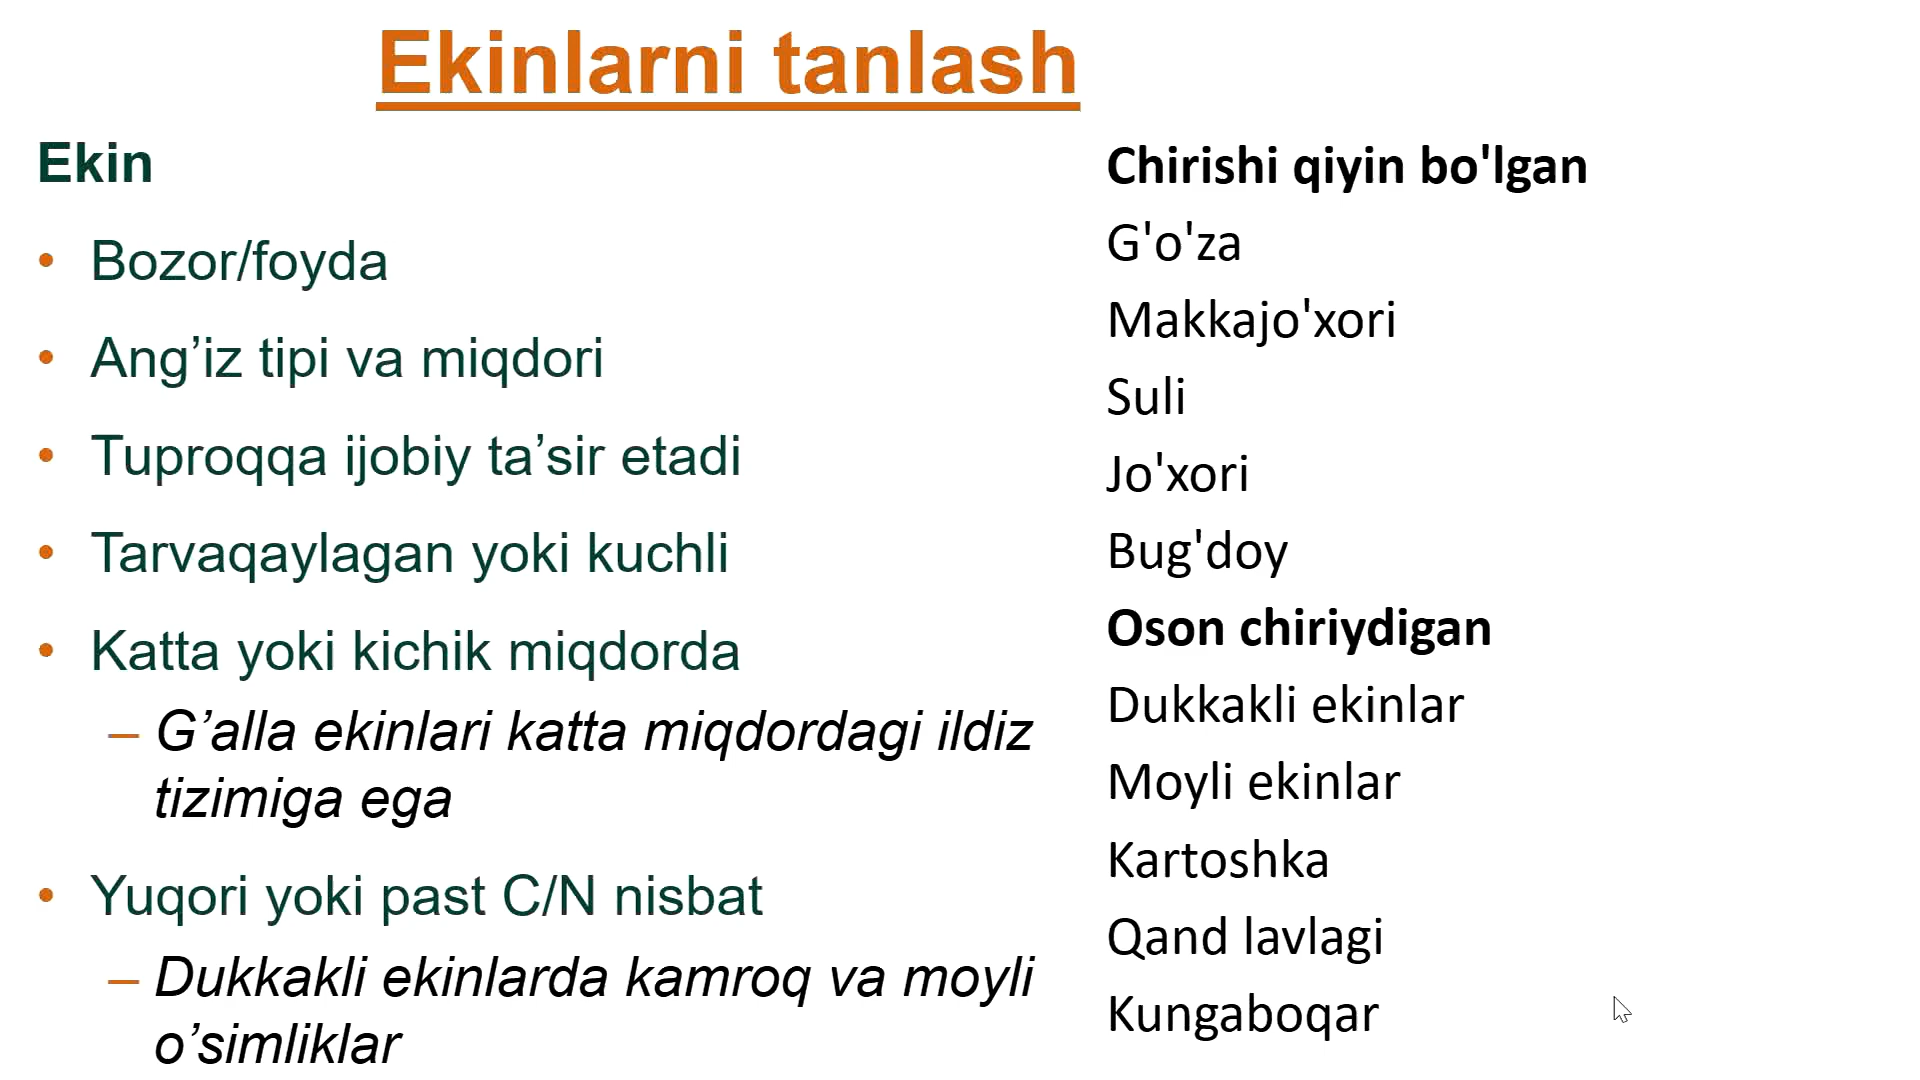 Ekinlarni tanlash
Ekin
• Bozor/foyda
• Ang’iz tipi va miqdori
• Tuproqqa ijobiy ta’sir etadi
• Tarvaqaylagan yoki kuchli
• Katta yoki kichik miqdorda
– G’alla ekinlari katta miqdordagi ildiz
tizimiga ega
• Yuqori yoki past C/N nisbat
– Dukkakli ekinlarda kamroq va moyli
o’simliklar
Chirishi qiyin bo'lgan
G'o'za
Makkajo'xori
Suli
Jo'xori
Bug'doy
Oson chiriydigan
Dukkakli ekinlar
Moyli ekinlar
Kartoshka
Qand lavlagi
Kungaboqar